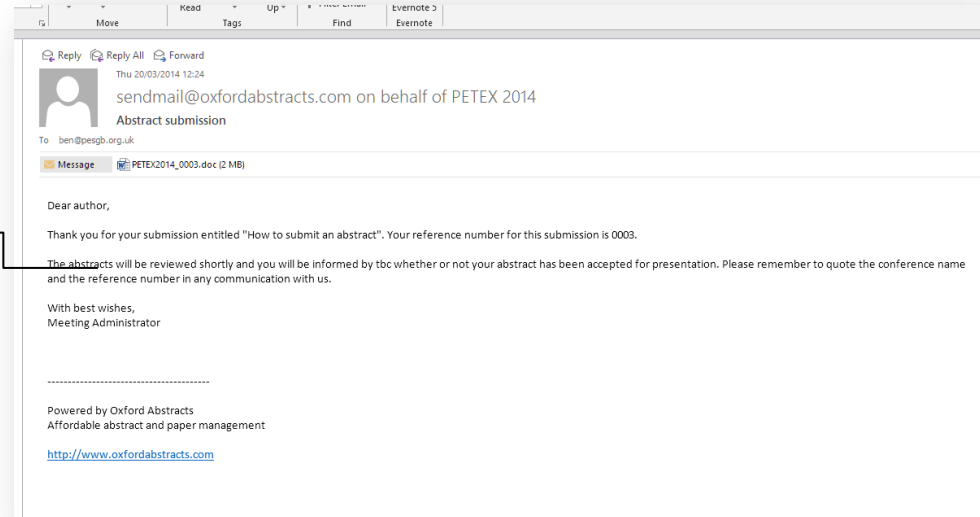 Read Up
Evernote 5
Move Tags Find Evernote
Reply Reply All Forward
Thu 20/03/2014 12:24
sendmail@oxfordabstracts.com on behalf of PETEX 2014
Abstract submission
To ben@pesgb.org.uk
Message PETEX2014_0003.doc (2 MB)
Dear author,
Thank you for your submission entitled "How to submit an abstract". Your reference number for this submission is 0003.
The abstracts will be reviewed shortly and you will be informed by tbc whether or not your abstract has been accepted for presentation. Please remember to quote the conference name
and the reference number in any communication with us.
With best wishes,
Meeting Administrator
----------------------------------------
Powered by Oxford Abstracts
Affordable abstract and paper management
http://www.oxfordabstracts.com